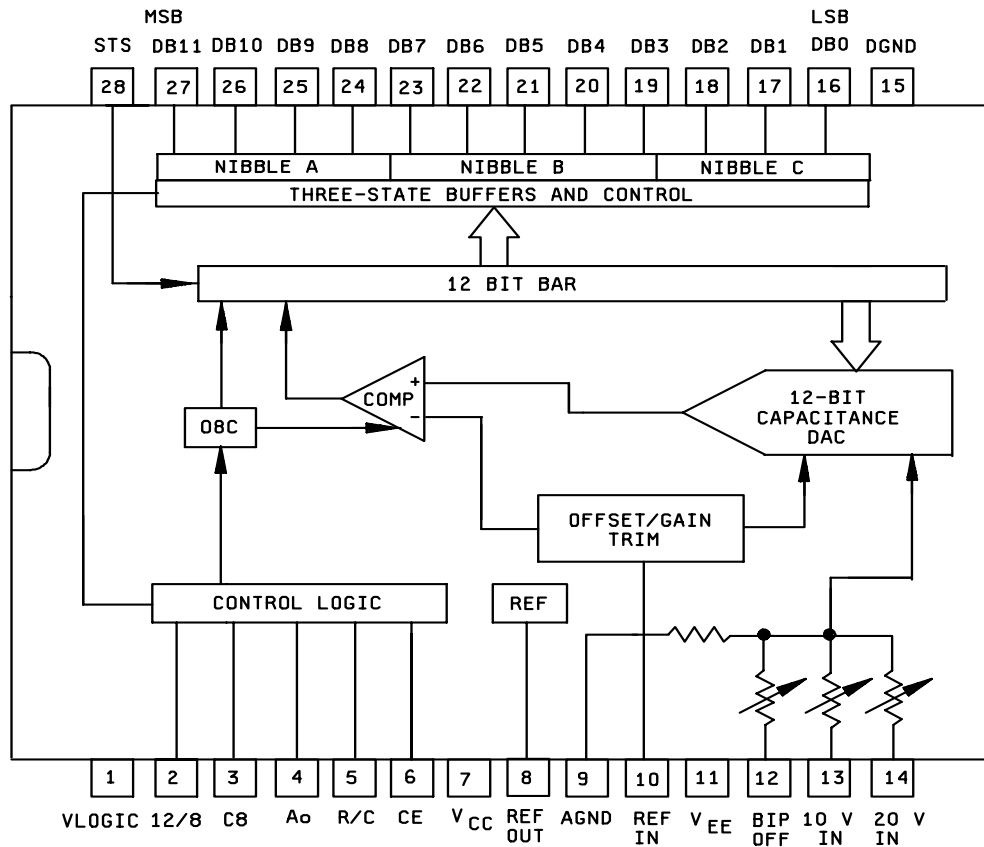 MSB LSB
STS DB11 DB10 DB9 DB8 DB7 DB6 DB5 DB4 DB3 DB2 DB1 DB0 DGND
28 27 26 25 24 23 22 21 20 19 18 17 16 15
NIBBLE A NIBBLE B NIBBLE C
THREE-STATE BUFFERS AND CONTROL
12 BIT BAR
+
COMP
−
12-BIT
CAPACITANCE
DAC
O8C
OFFSET/GAIN
TRIM
CONTROL LOGIC
REF
1 2 3 4 5 6 7 8 9 10 11 12 13 14
VLOGIC 12/8 C8 Ao R/C CE VCC REF AGND REF VEE BIP 10 V 20 V
OUT IN OFF IN IN